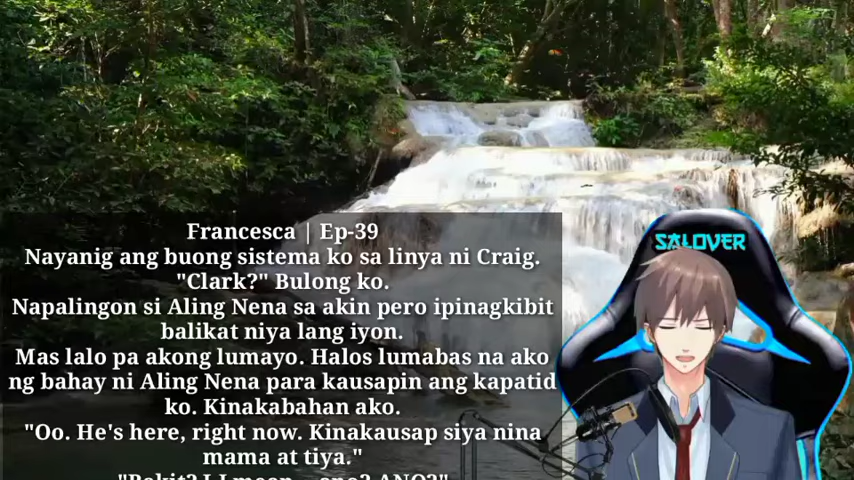 Francesca | Ep-39
Nayanig ang buong sistema ko sa linya ni Craig.
"Clark?" Bulong ko.
Napalingon si Aling Nena sa akin pero ipinagkibit
balikat niya lang iyon.
Mas lalo pa akong lumayo. Halos lumabas na ako
ng bahay ni Aling Nena para kausapin ang kapatid
ko. Kinakabahan ako.
"Oo. He's here, right now. Kinakausap siya nina
mama at tiya."
SALOVER